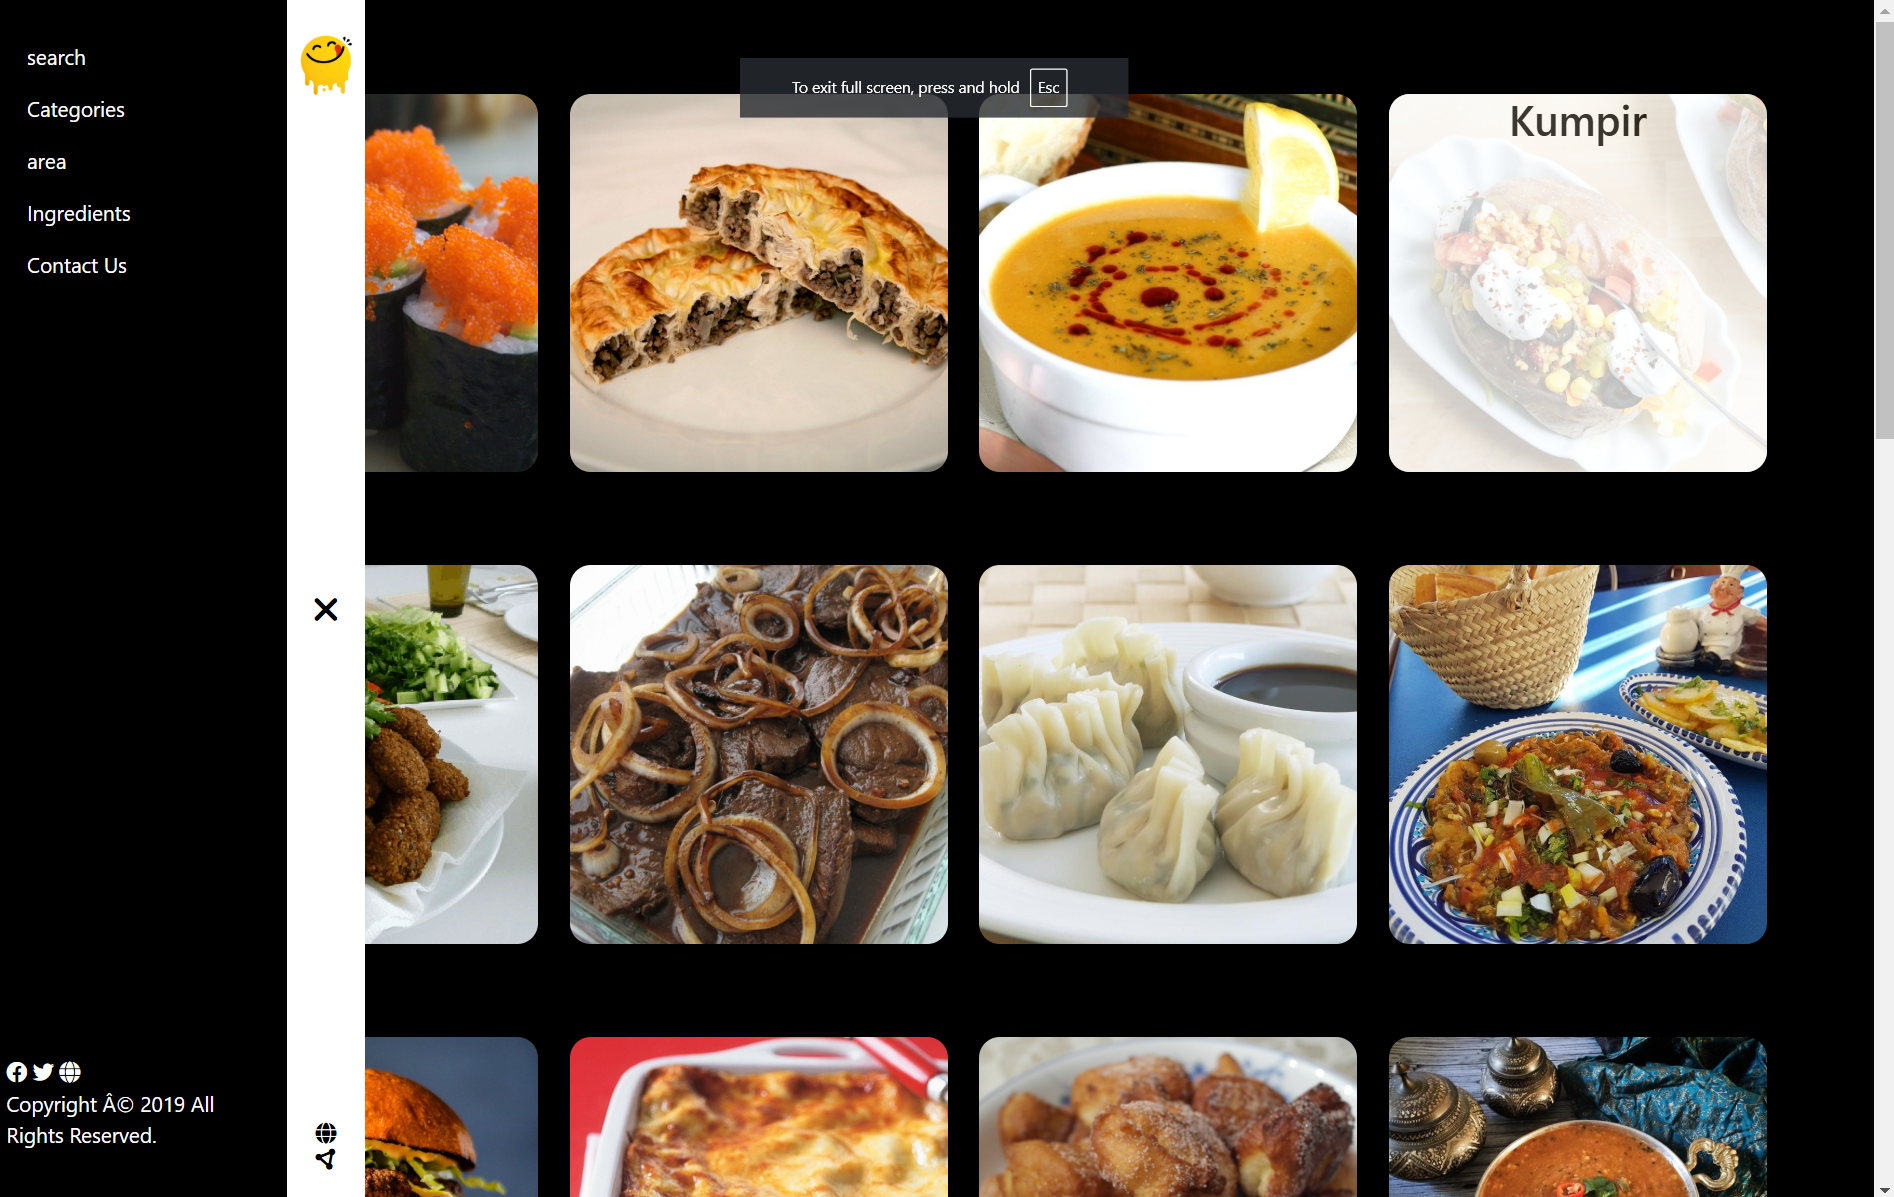 search
Categories
area
Ingredients
Contact Us
To exit full screen, press and hold Esc
Kumpir
Copyright Â© 2019 All
Rights Reserved.